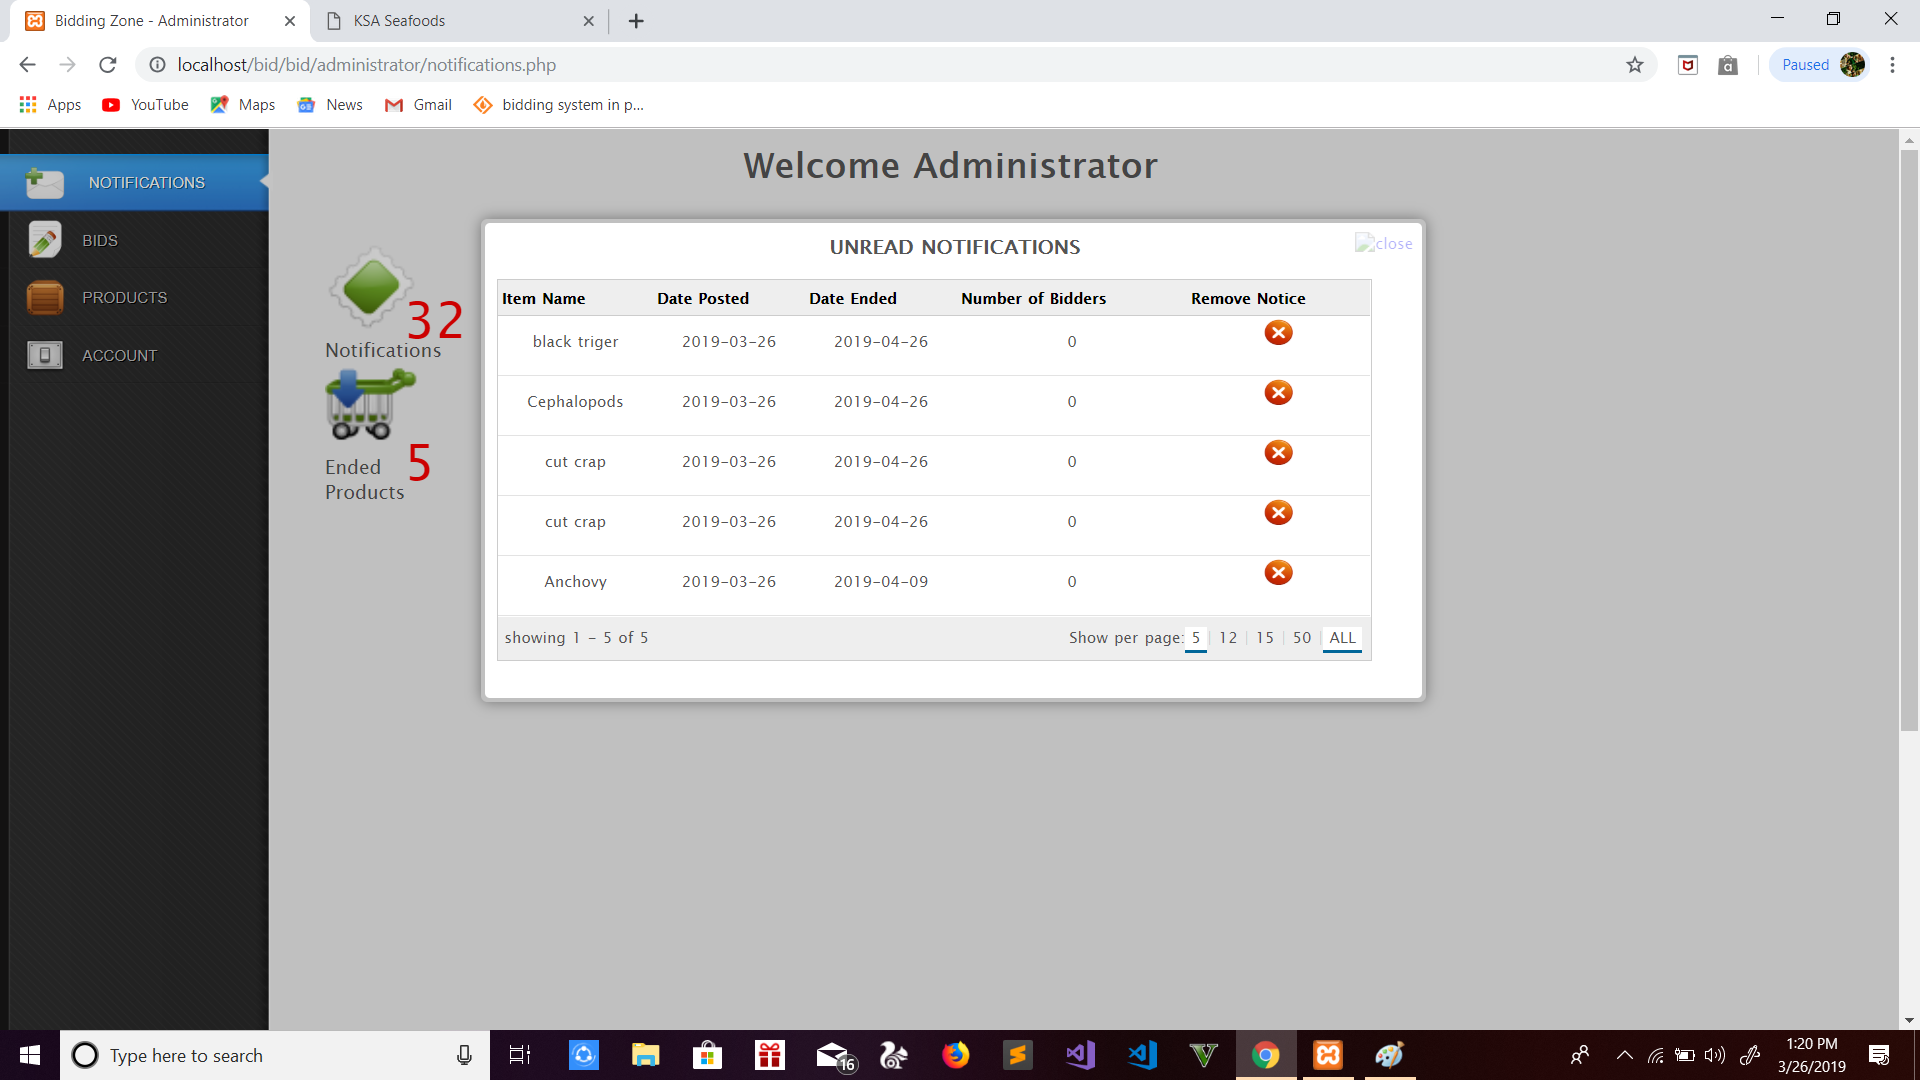 Bidding Zone - Administrator
KSA Seafoods
localhost/bid/bid/administrator/notifications.php
Paused
Apps
YouTube
Maps
News
Gmail
bidding system in p...
Welcome Administrator
NOTIFICATIONS
BIDS
PRODUCTS
ACCOUNT
32
Notifications
5
Ended
Products
UNREAD NOTIFICATIONS
close
Item Name Date Posted Date Ended Number of Bidders Remove Notice
black triger 2019-03-26 2019-04-26 0
Cephalopods 2019-03-26 2019-04-26 0
cut crap 2019-03-26 2019-04-26 0
cut crap 2019-03-26 2019-04-26 0
Anchovy 2019-03-26 2019-04-09 0
showing 1 - 5 of 5 Show per page: 5 | 12 | 15 | 50 | ALL
Type here to search
16
1:20 PM
3/26/2019